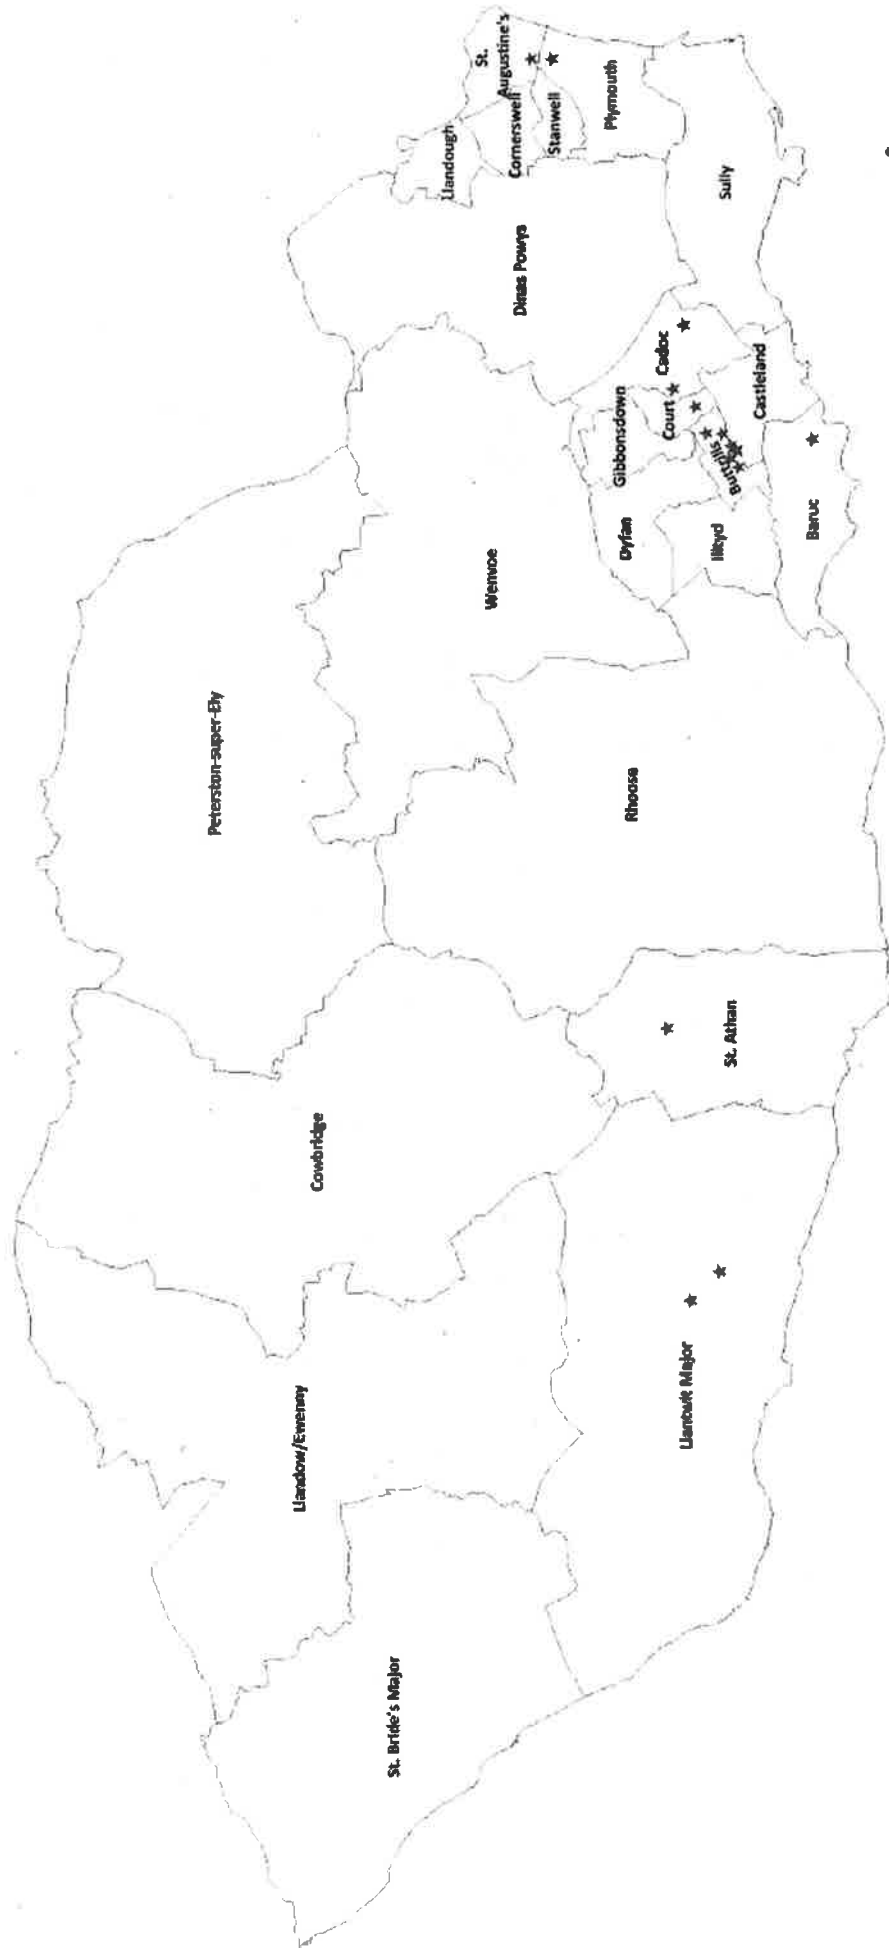 Peterston-super-Ely
Cowbridge
Llandow/Ewenny
St. Bride's Major
Wenvoe
Dinas Powys
Llandough
St.
Augustine's
Cornerswell
Stanwell
Plymouth
Sully
Gibbonsdown
Dyfan
Court
Cadoc
Illtyd
Buttrills
Castleland
Baruc
Rhoose
St. Athan
Llantwit Major